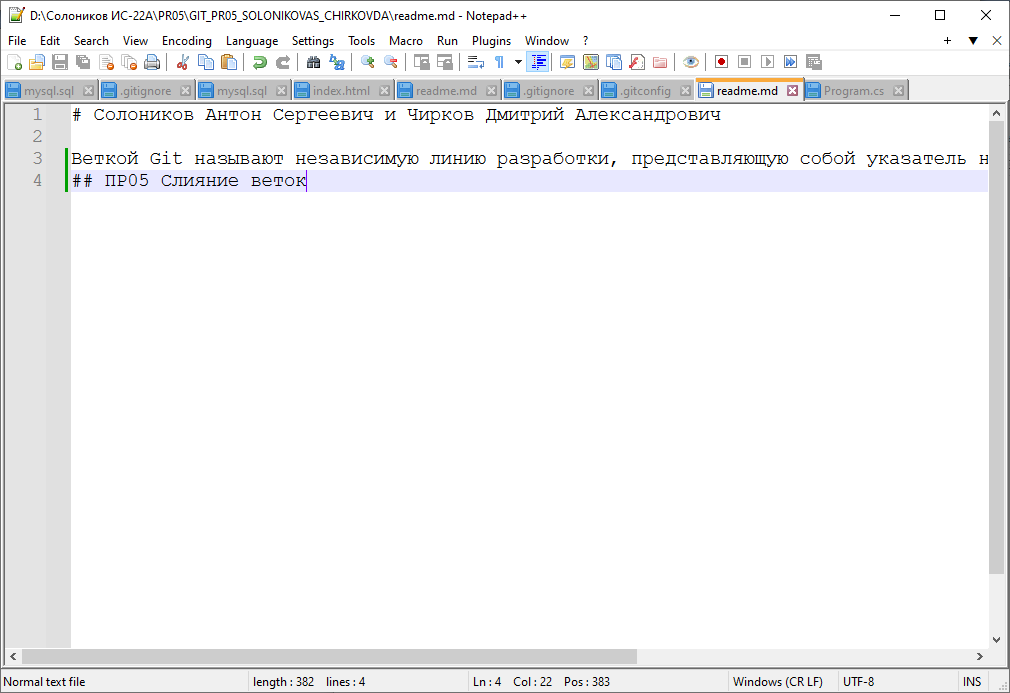 D:\Солоников ИС-22А\PR05\GIT_PR05_SOLONIKOVAS_CHIRKOVDA\readme.md - Notepad++
File Edit Search View Encoding Language Settings Tools Macro Run Plugins Window ?
mysql.sql .gitignore mysql.sql index.html readme.md .gitignore .gitconfig readme.md Program.cs
1 # Солоников Антон Сергеевич и Чирков Дмитрий Александрович
2
3 Веткой Git называют независимую линию разработки, представляющую собой указатель н
4 ## ПР05 Слияние веток
Normal text file length : 382 lines : 4 Ln : 4 Col : 22 Pos : 383 Windows (CR LF) UTF-8 INS